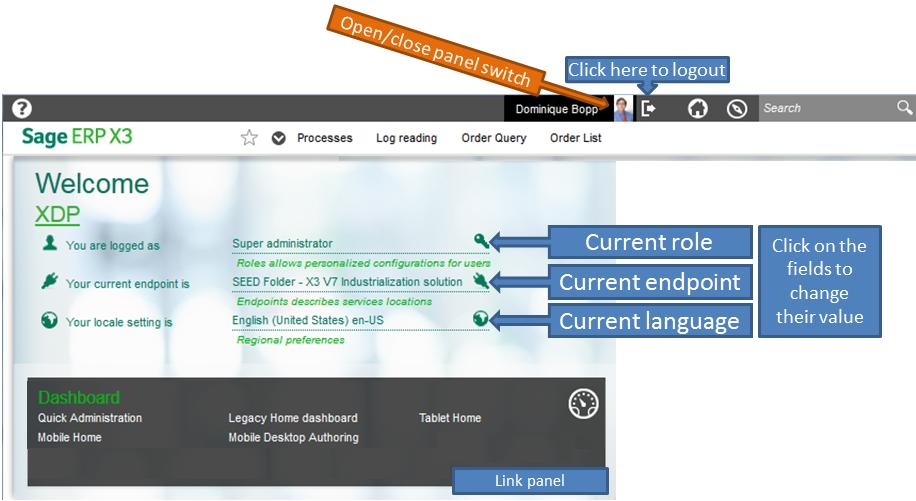 Open/close panel switch
Click here to logout
?
Dominique Bopp
Search
Sage ERP X3
Processes
Log reading
Order Query
Order List
Welcome
XDP
You are logged as
Super administrator
Roles allows personalized configurations for users
Your current endpoint is
SEED Folder - X3 V7 Industrialization solution
Endpoints describes services locations
Your locale setting is
English (United States) en-US
Regional preferences
Current role
Current endpoint
Current language
Click on the
fields to
change
their value
Dashboard
Quick Administration
Legacy Home dashboard
Tablet Home
Mobile Home
Mobile Desktop Authoring
Link panel